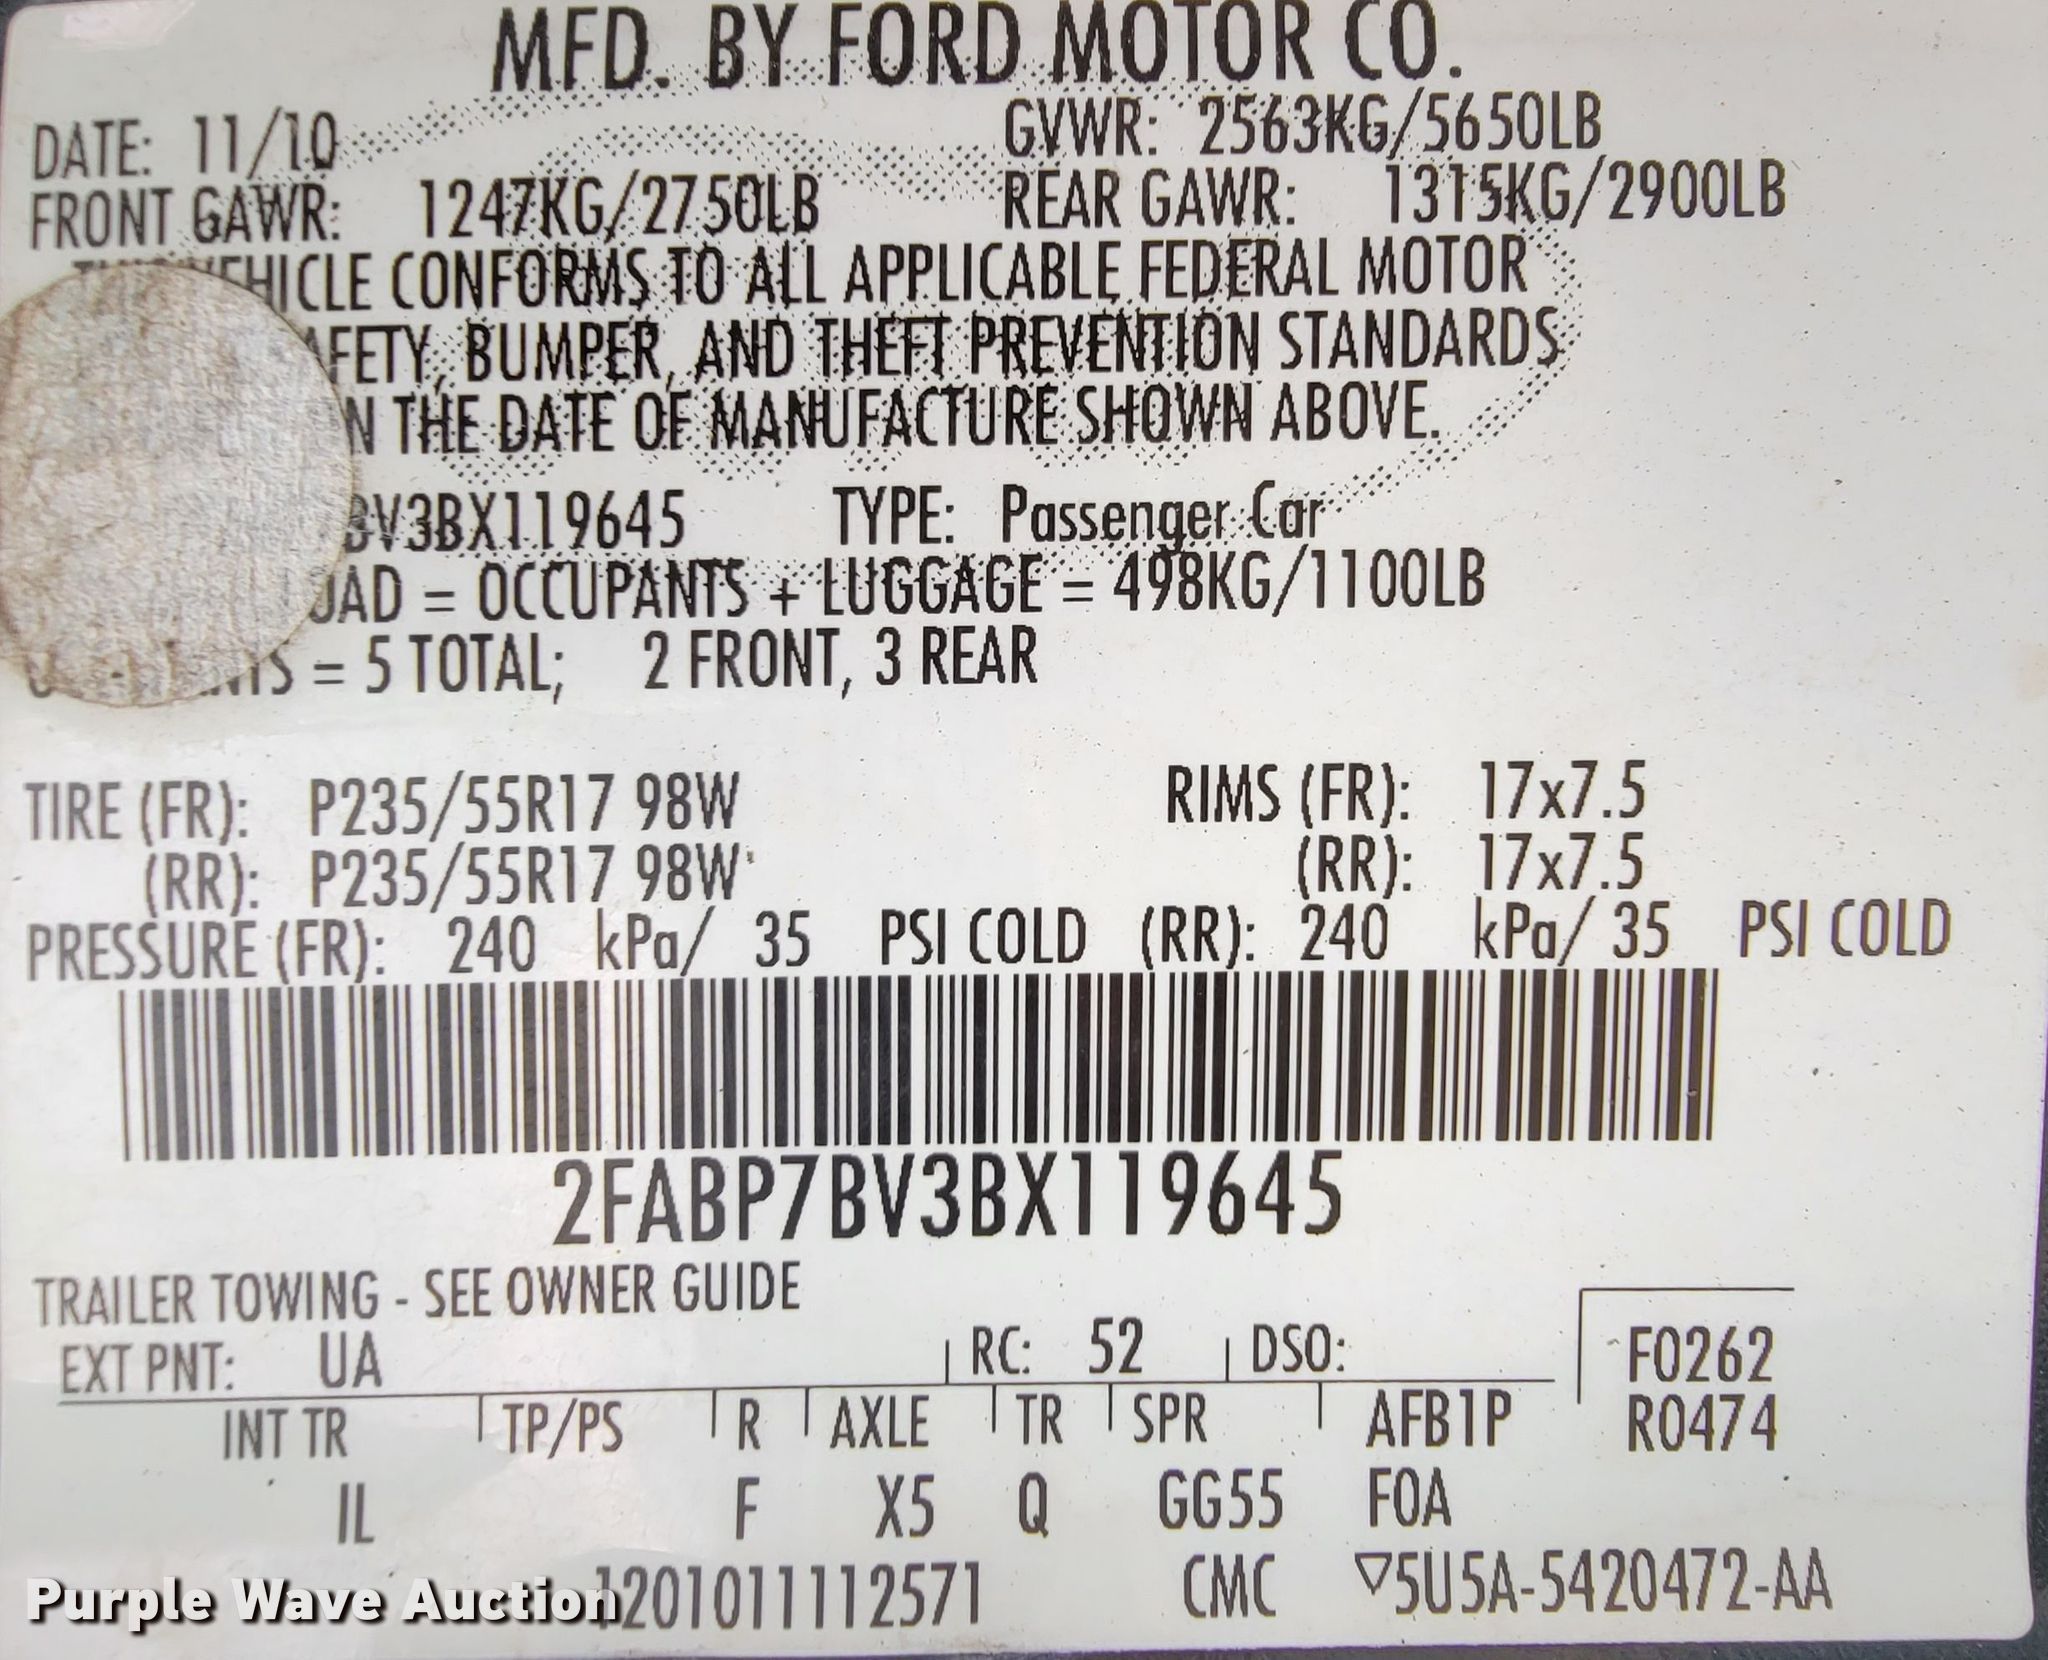 MFD. BY FORD MOTOR CO.
DATE: 11/10 GVWR: 2563KG/5650LB
FRONT GAWR: 1247KG/2750LB REAR GAWR: 1315KG/2900LB
VEHICLE CONFORMS TO ALL APPLICABLE FEDERAL MOTOR
AFETY, BUMPER, AND THEFT PREVENTION STANDARDS
N THE DATE OF MANUFACTURE SHOWN ABOVE.
BV3BX119645 TYPE: Passenger Car
OAD = OCCUPANTS + LUGGAGE = 498KG/1100LB
= 5 TOTAL; 2 FRONT, 3 REAR
TIRE (FR): P235/55R17 98W RIMS (FR): 17x7.5
(RR): P235/55R17 98W (RR): 17x7.5
PRESSURE (FR): 240 kPa/ 35 PSI COLD (RR): 240 kPa/ 35 PSI COLD
2FABP7BV3BX119645
TRAILER TOWING - SEE OWNER GUIDE
EXT PNT: UA RC: 52 DSO: F0262
INT TR TP/PS R AXLE TR SPR AFB1P R0474
IL F X5 Q GG55 FOA
Purple Wave Auction 1201011112571 CMC ▽5U5A-5420472-AA